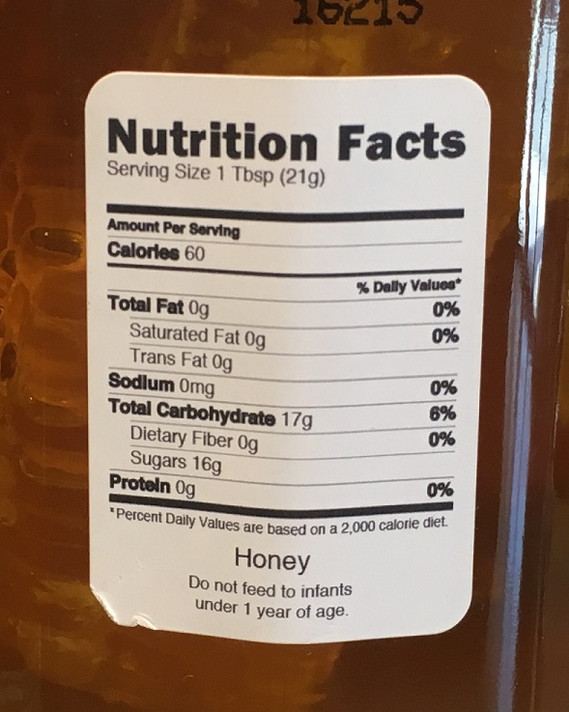 16215
Nutrition Facts
Serving Size 1 Tbsp (21g)
Amount Per Serving
Calories 60
% Daily Values*
Total Fat 0g 0%
Saturated Fat 0g 0%
Trans Fat 0g
Sodium 0mg 0%
Total Carbohydrate 17g 6%
Dietary Fiber 0g 0%
Sugars 16g
Protein 0g 0%
*Percent Daily Values are based on a 2,000 calorie diet.
Honey
Do not feed to infants
under 1 year of age.